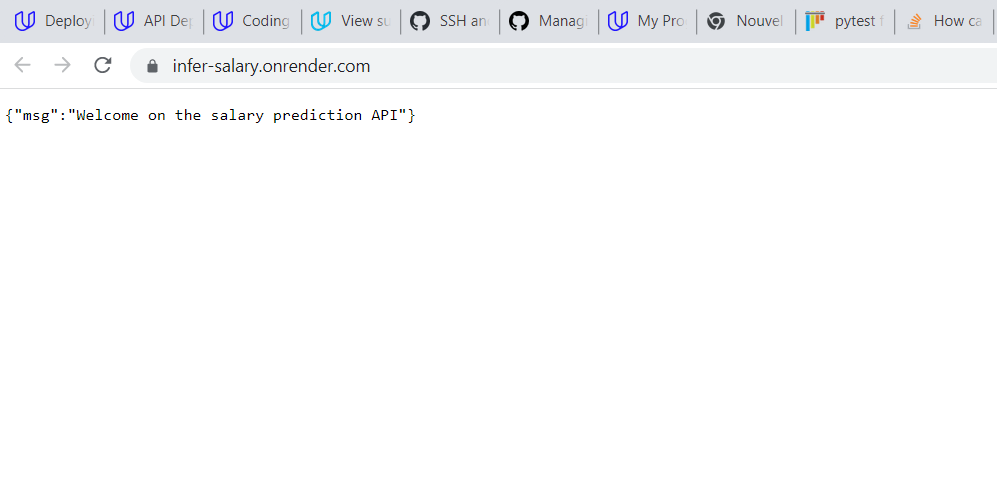 Deploy
API Dep
Coding
View su
SSH an
Managi
My Pro
Nouvel
pytest f
How ca
infer-salary.onrender.com
{"msg":"Welcome on the salary prediction API"}